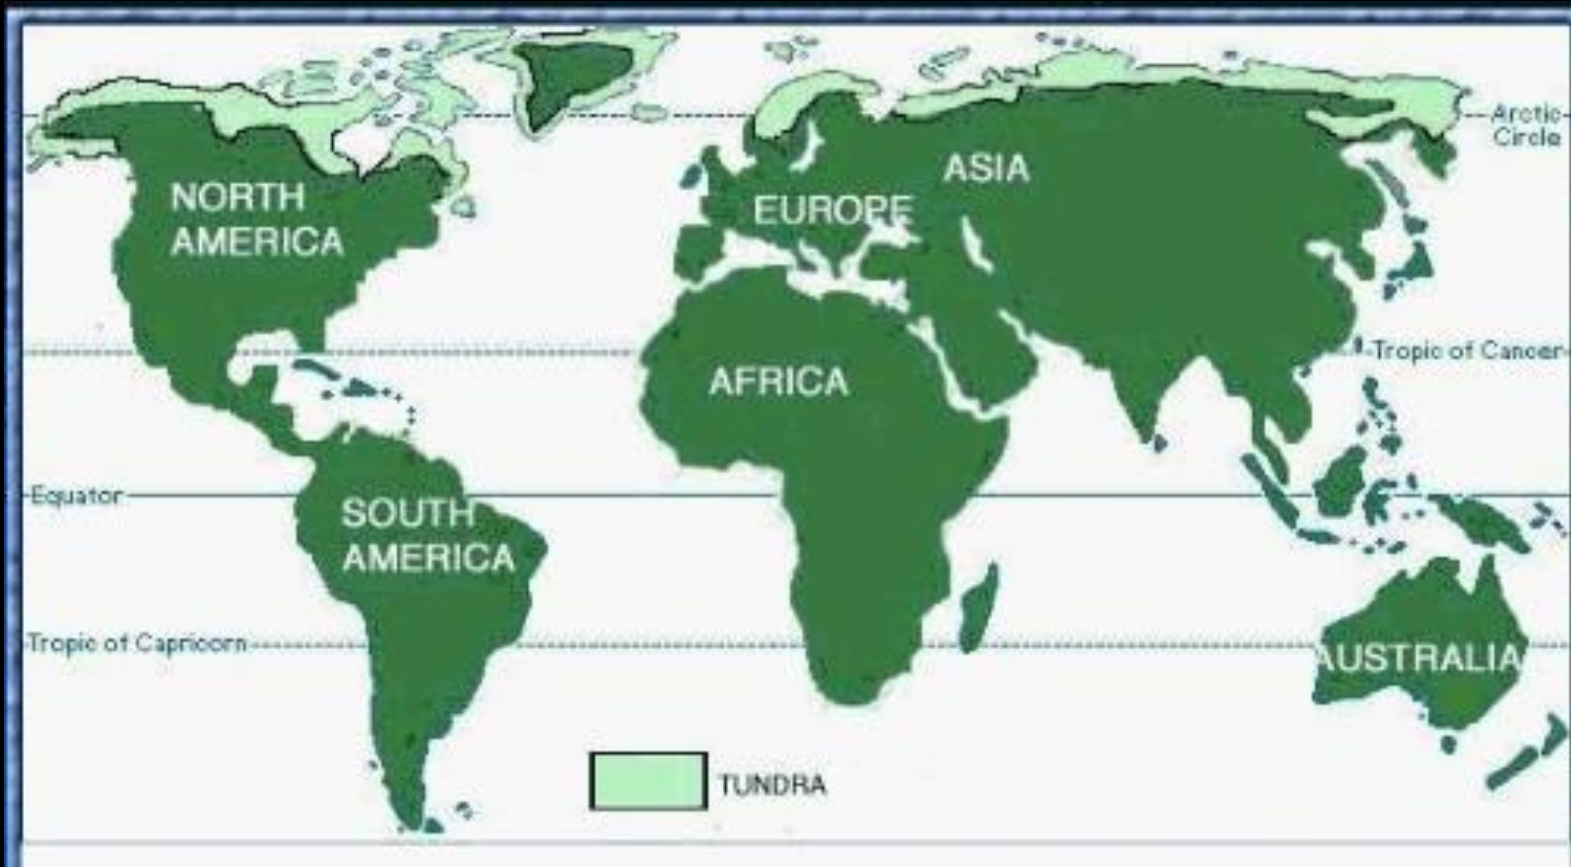 Arctic
Circle
ASIA
NORTH
AMERICA
EUROPE
Tropic of Cancer
AFRICA
Equator
SOUTH
AMERICA
Tropic of Capricorn
AUSTRALIA
TUNDRA